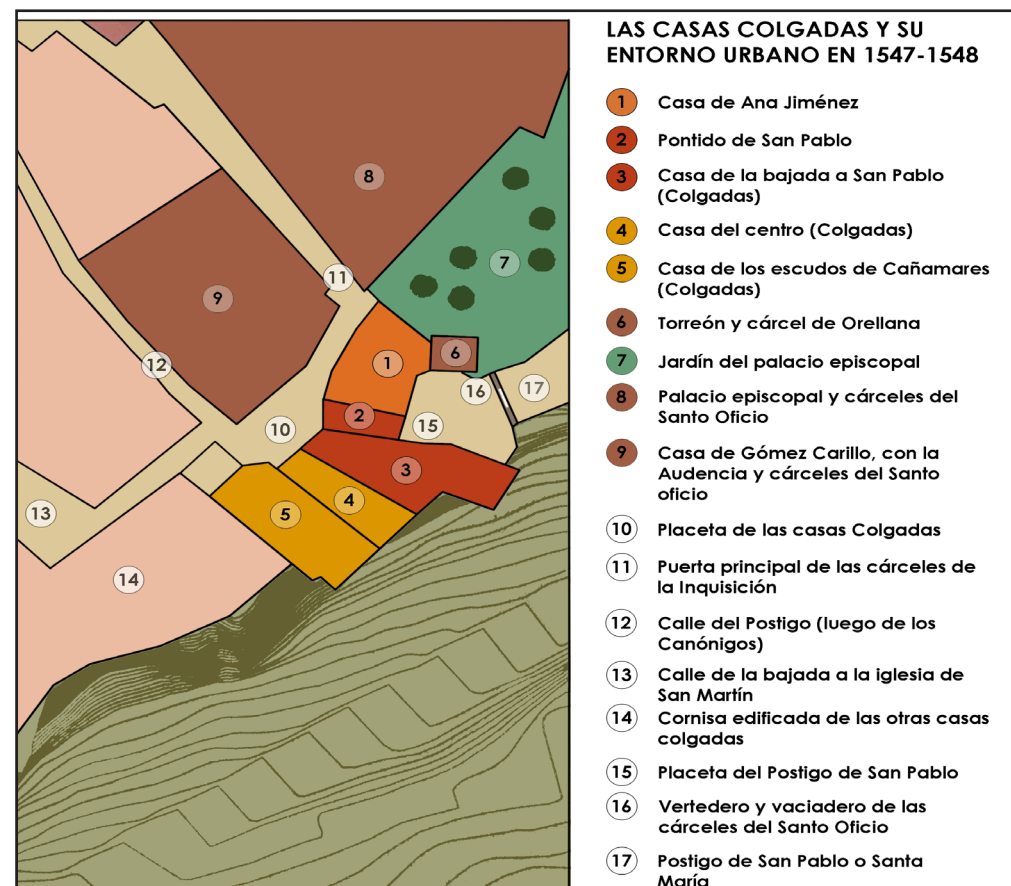 LAS CASAS COLGADAS Y SU
ENTORNO URBANO EN 1547-1548
1 Casa de Ana Jiménez
2 Pontido de San Pablo
3 Casa de la bajada a San Pablo
(Colgadas)
4 Casa del centro (Colgadas)
5 Casa de los escudos de Cañamares
(Colgadas)
6 Torreón y cárcel de Orellana
7 Jardín del palacio episcopal
8 Palacio episcopal y cárceles del
Santo Oficio
9 Casa de Gómez Carillo, con la
Audencia y cárceles del Santo
oficio
10 Placeta de las casas Colgadas
11 Puerta principal de las cárceles de
la Inquisición
12 Calle del Postigo (luego de los
Canónigos)
13 Calle de la bajada a la iglesia de
San Martín
14 Cornisa edificada de las otras casas
colgadas
15 Placeta del Postigo de San Pablo
16 Vertedero y vaciadero de las
cárceles del Santo Oficio
17 Postigo de San Pablo o Santa
María
8
7
11
9
6
1
12
16
17
2
15
10
3
4
5
13
14